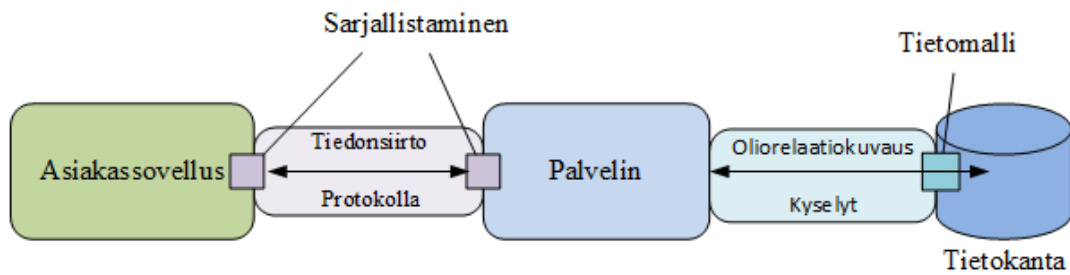 Sarjallistaminen
Tietomalli
Asiakassovellus
Tiedonsiirto
Protokolla
Palvelin
Oliorelaatiokuvaus
Kyselyt
Tietokanta